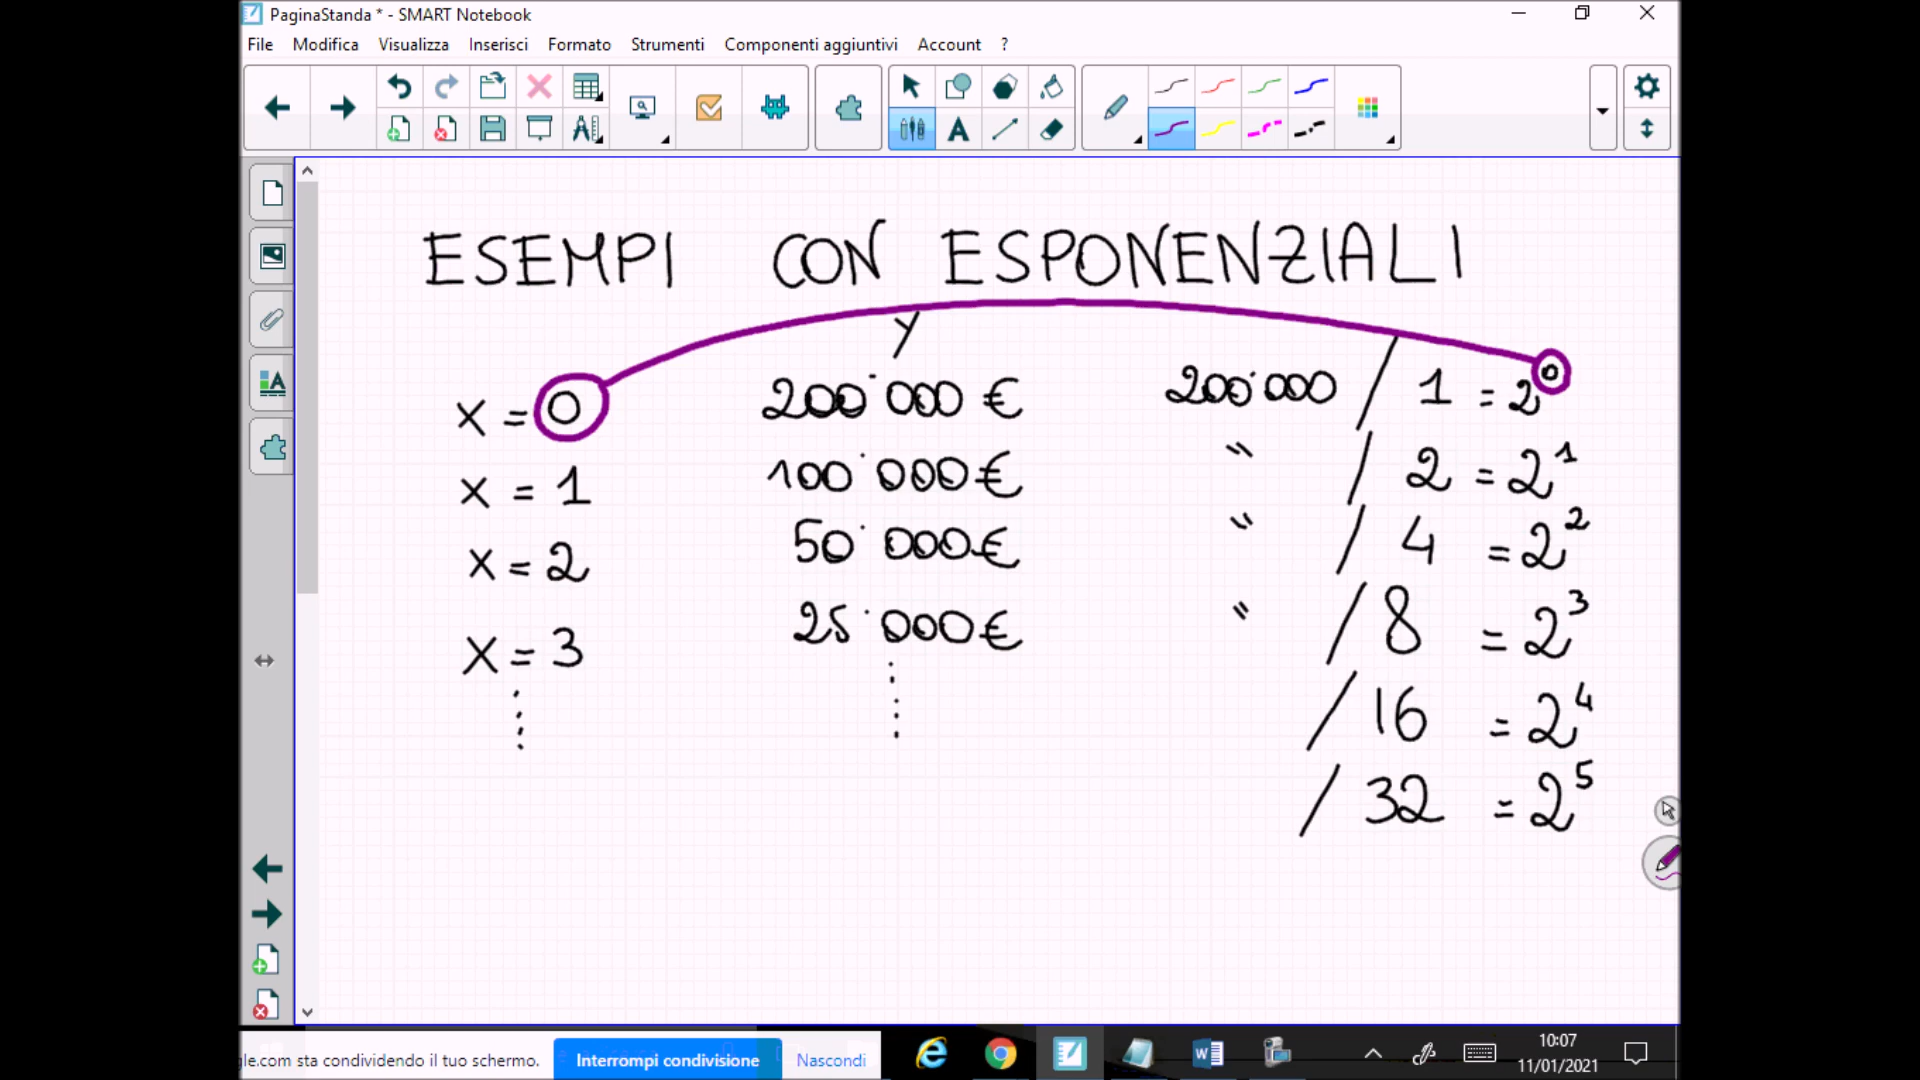 PaginaStanda * - SMART Notebook
File Modifica Visualizza Inserisci Formato Strumenti Componenti aggiuntivi Account ?
ESEMPI CON ESPONENZIALI
y
x = 0 200˙000 € 200˙000 / 1 = 2⁰
x = 1 100˙000 € " / 2 = 2¹
x = 2 50˙000 € " / 4 = 2²
x = 3 25˙000 € " / 8 = 2³
/ 16 = 2⁴
/ 32 = 2⁵
gle.com sta condividendo il tuo schermo. Interrompi condivisione Nascondi
10:07
11/01/2021